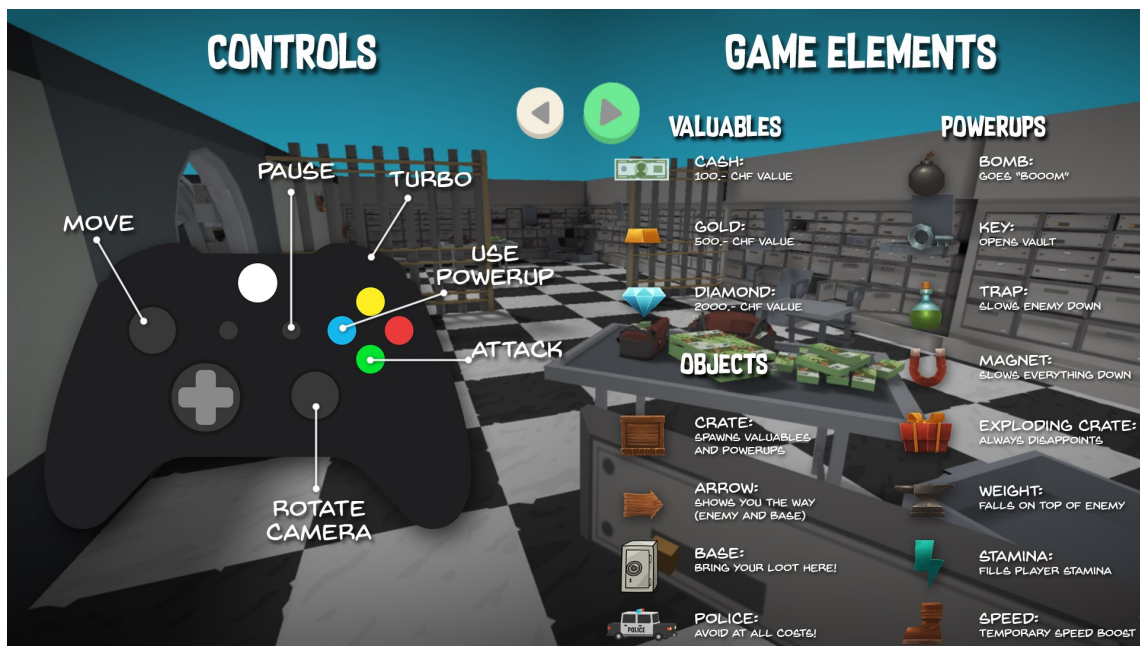 CONTROLS
MOVE
PAUSE
TURBO
USE
POWERUP
ATTACK
ROTATE
CAMERA
GAME ELEMENTS
VALUABLES
CASH:
100.- CHF VALUE
GOLD:
500.- CHF VALUE
DIAMOND:
2000.- CHF VALUE
OBJECTS
CRATE:
SPAWNS VALUABLES
AND POWERUPS
ARROW:
SHOWS YOU THE WAY
(ENEMY AND BASE)
BASE:
BRING YOUR LOOT HERE!
POLICE
POLICE:
AVOID AT ALL COSTS!
POWERUPS
BOMB:
GOES "BOOOM"
KEY:
OPENS VAULT
TRAP:
SLOWS ENEMY DOWN
MAGNET:
SLOWS EVERYTHING DOWN
EXPLODING CRATE:
ALWAYS DISAPPOINTS
WEIGHT:
FALLS ON TOP OF ENEMY
STAMINA:
FILLS PLAYER STAMINA
SPEED:
TEMPORARY SPEED BOOST